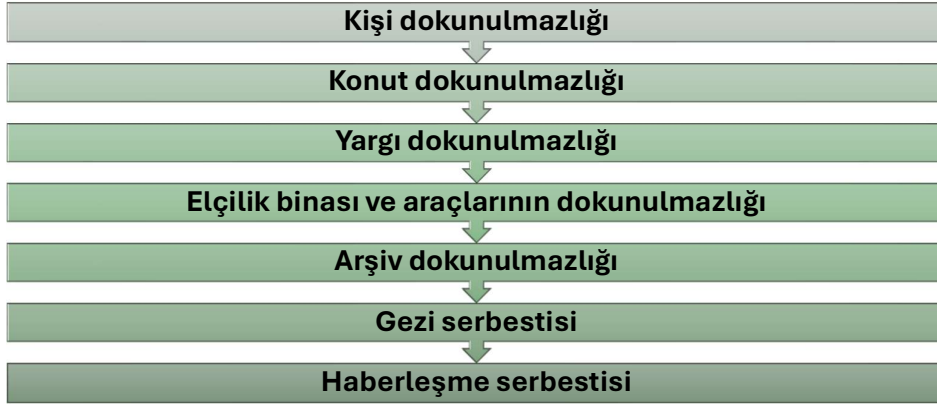 Kişi dokunulmazlığı
Konut dokunulmazlığı
Yargı dokunulmazlığı
Elçilik binası ve araçlarının dokunulmazlığı
Arşiv dokunulmazlığı
Gezi serbestisi
Haberleşme serbestisi